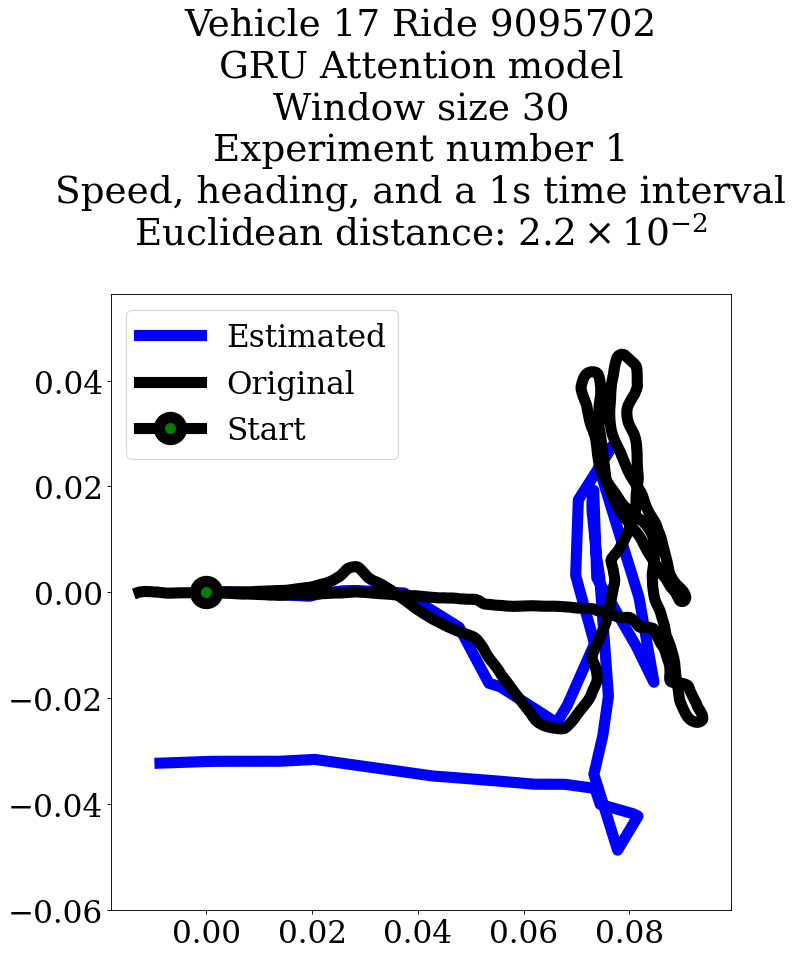 Vehicle 17 Ride 9095702
GRU Attention model
Window size 30
Experiment number 1
Speed, heading, and a 1s time interval
Euclidean distance: 2.2 × 10⁻²
Estimated
Original
Start
0.04
0.02
0.00
−0.02
−0.04
−0.06
0.00 0.02 0.04 0.06 0.08